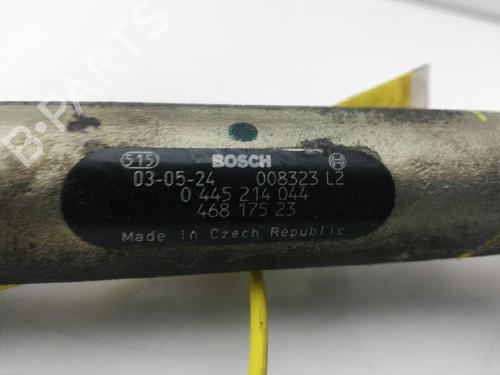 B-PARTS
515 BOSCH
03-05-24 008323 L2
0 445 214 044
468 175 23
Made in Czech Republic